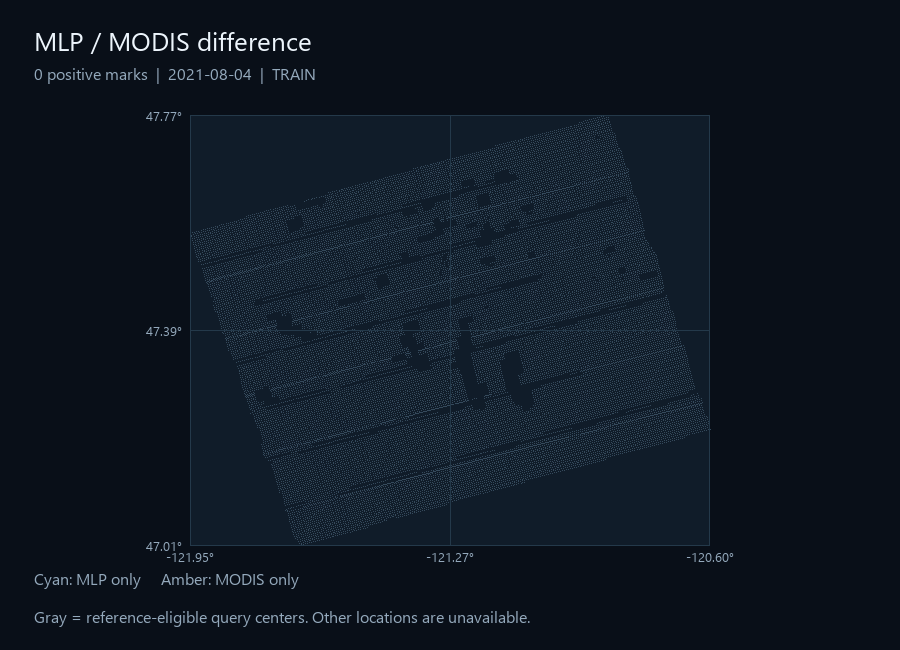 MLP / MODIS difference
0 positive marks | 2021-08-04 | TRAIN
47.77°
47.39°
47.01°
-121.95° -121.27° -120.60°
Cyan: MLP only Amber: MODIS only
Gray = reference-eligible query centers. Other locations are unavailable.